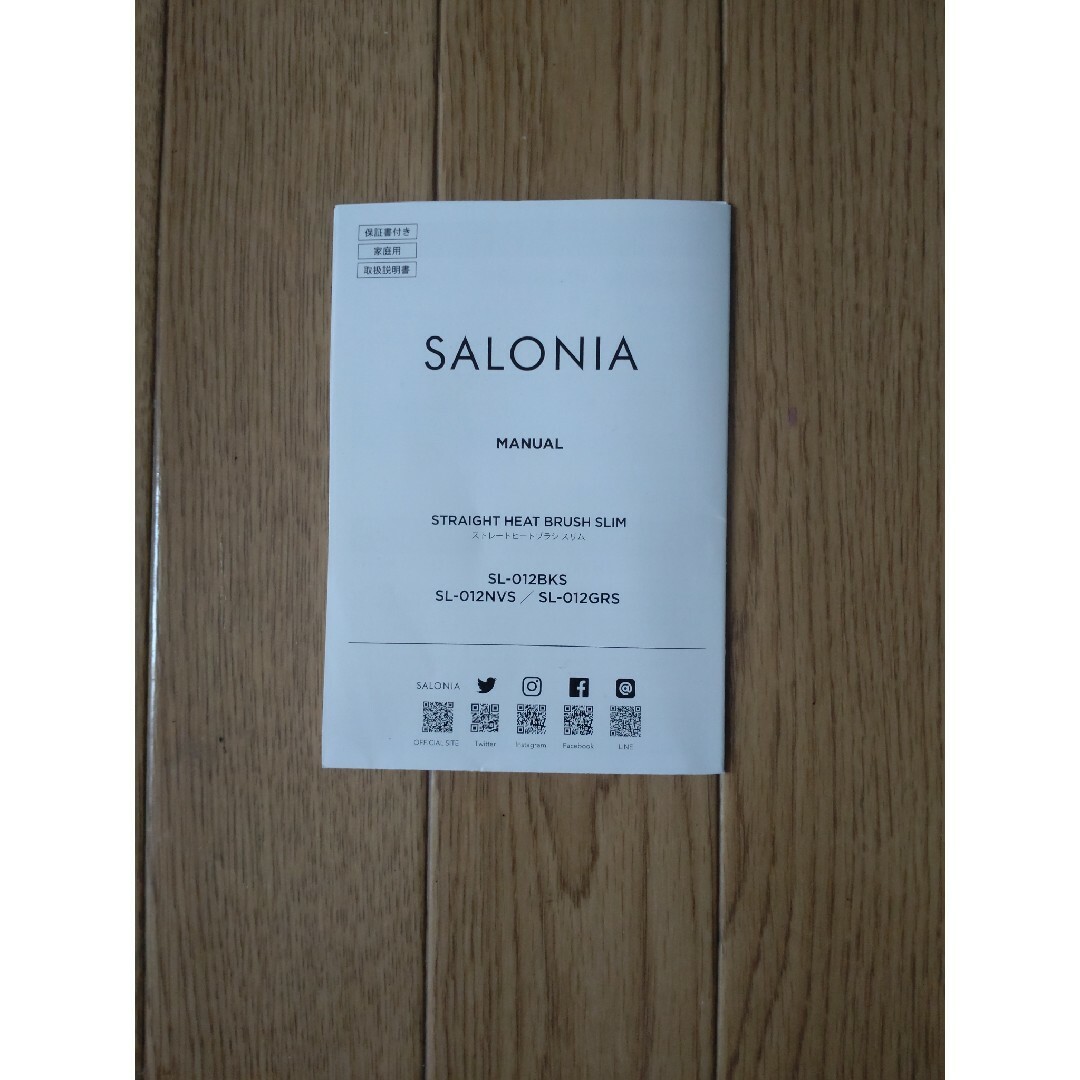 保証書付き
家庭用
取扱説明書
SALONIA
MANUAL
STRAIGHT HEAT BRUSH SLIM
ストレートヒートブラシ スリム
SL-012BKS
SL-012NVS ／ SL-012GRS
SALONIA
OFFICIAL SITE Twitter Instagram Facebook LINE